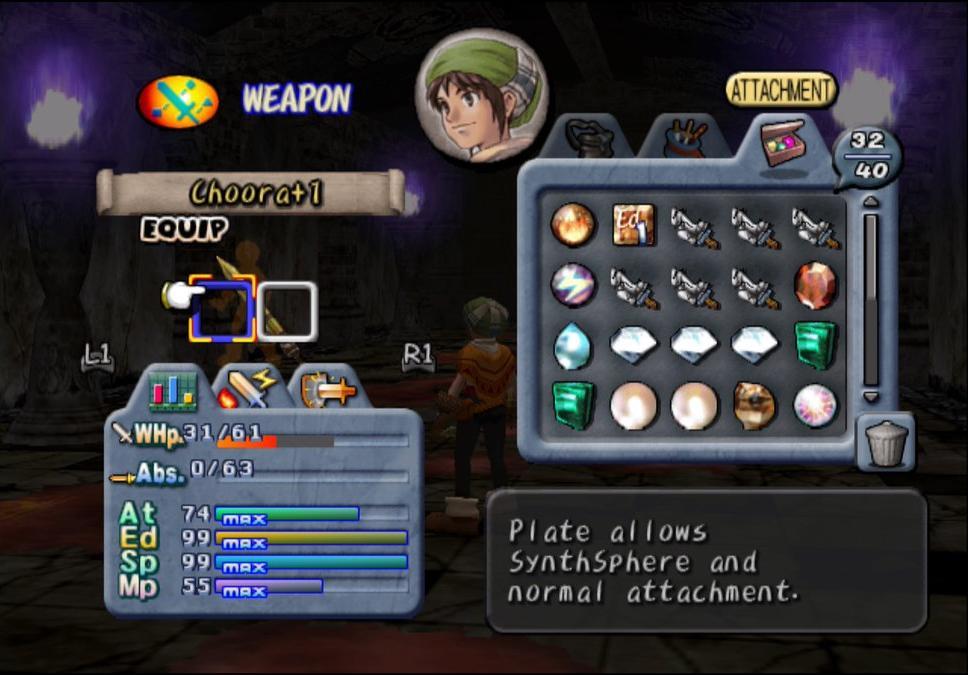 WEAPON
ATTACHMENT
32
40
Choora+1
EQUIP
Ed
1
L1
R1
WHp. 31/61
Abs. 0/63
At 74 max
Ed 99 max
Sp 99 max
Mp 55 max
Plate allows
SynthSphere and
normal attachment.